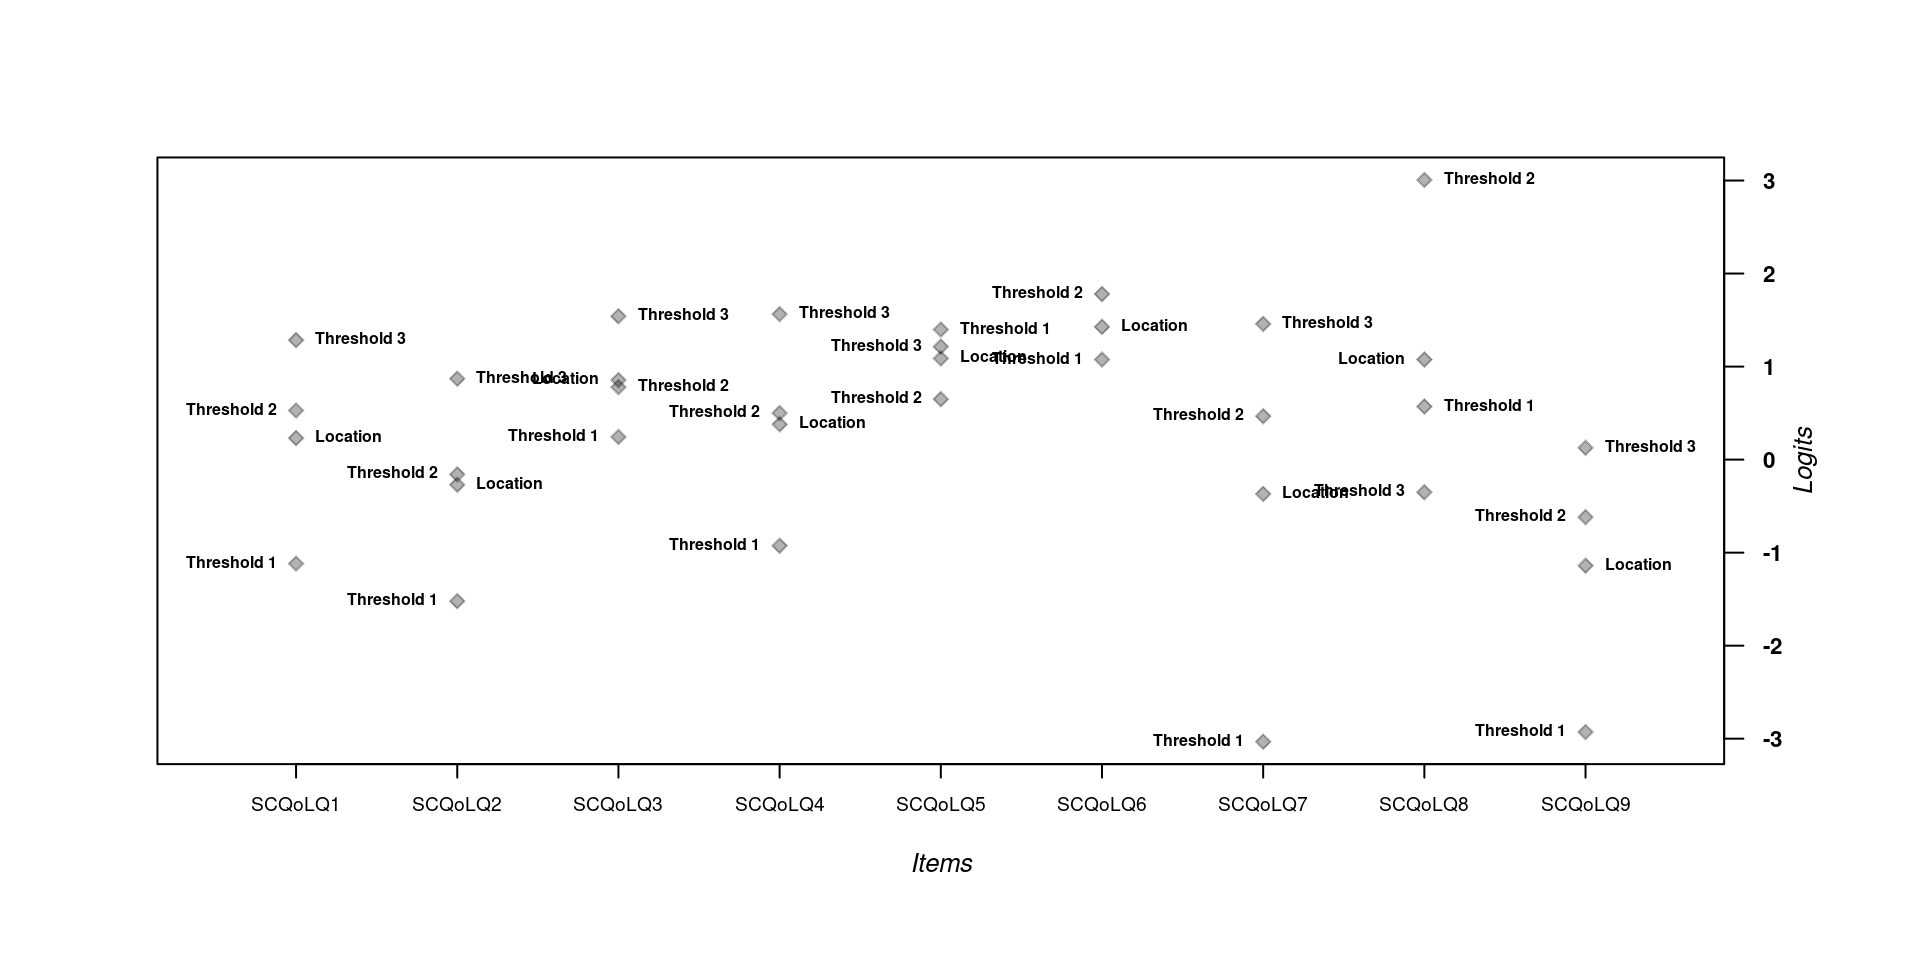 Threshold 2
3
2
Threshold 2
Threshold 3
Threshold 3
Threshold 3
Threshold 1
Location
Threshold 3
Threshold 3
Location
Threshold 1
Location
1
Threshold 3
Location
Threshold 2
Threshold 2
Threshold 1
Threshold 2
Threshold 2
Threshold 2
Location
Threshold 1
Location
Threshold 3
0
Threshold 2
Location
Location
Threshold 3
Threshold 2
Threshold 1
-1
Threshold 1
Location
Threshold 1
-2
Threshold 1
Threshold 1
-3
Logits
SCQoLQ1 SCQoLQ2 SCQoLQ3 SCQoLQ4 SCQoLQ5 SCQoLQ6 SCQoLQ7 SCQoLQ8 SCQoLQ9
Items